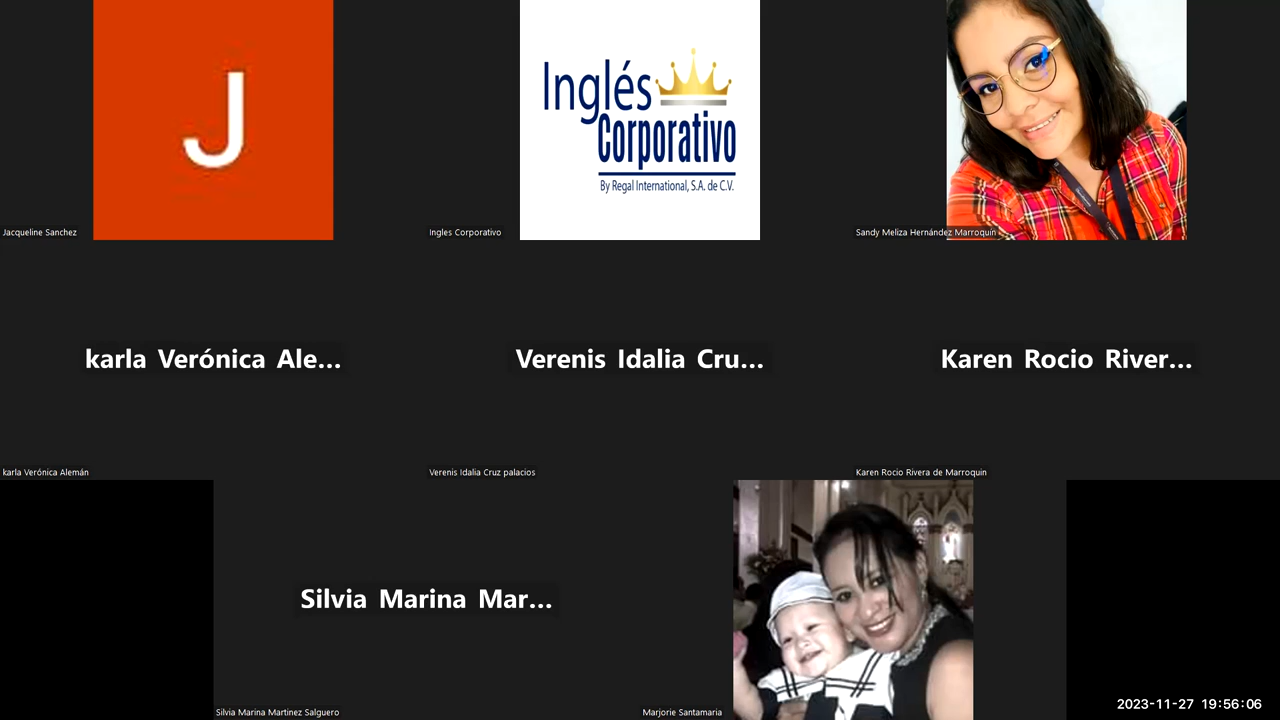 J
Jacqueline Sanchez
Inglés
Corporativo
By Regal International, S.A. de C.V.
Ingles Corporativo
Sandy Meliza Hernández Marroquín
karla Verónica Ale...
karla Verónica Alemán
Verenis Idalia Cru...
Verenis Idalia Cruz palacios
Karen Rocio River...
Karen Rocio Rivera de Marroquin
Silvia Marina Mar...
Silvia Marina Martinez Salguero
Marjorie Santamaria
2023-11-27 19:56:06